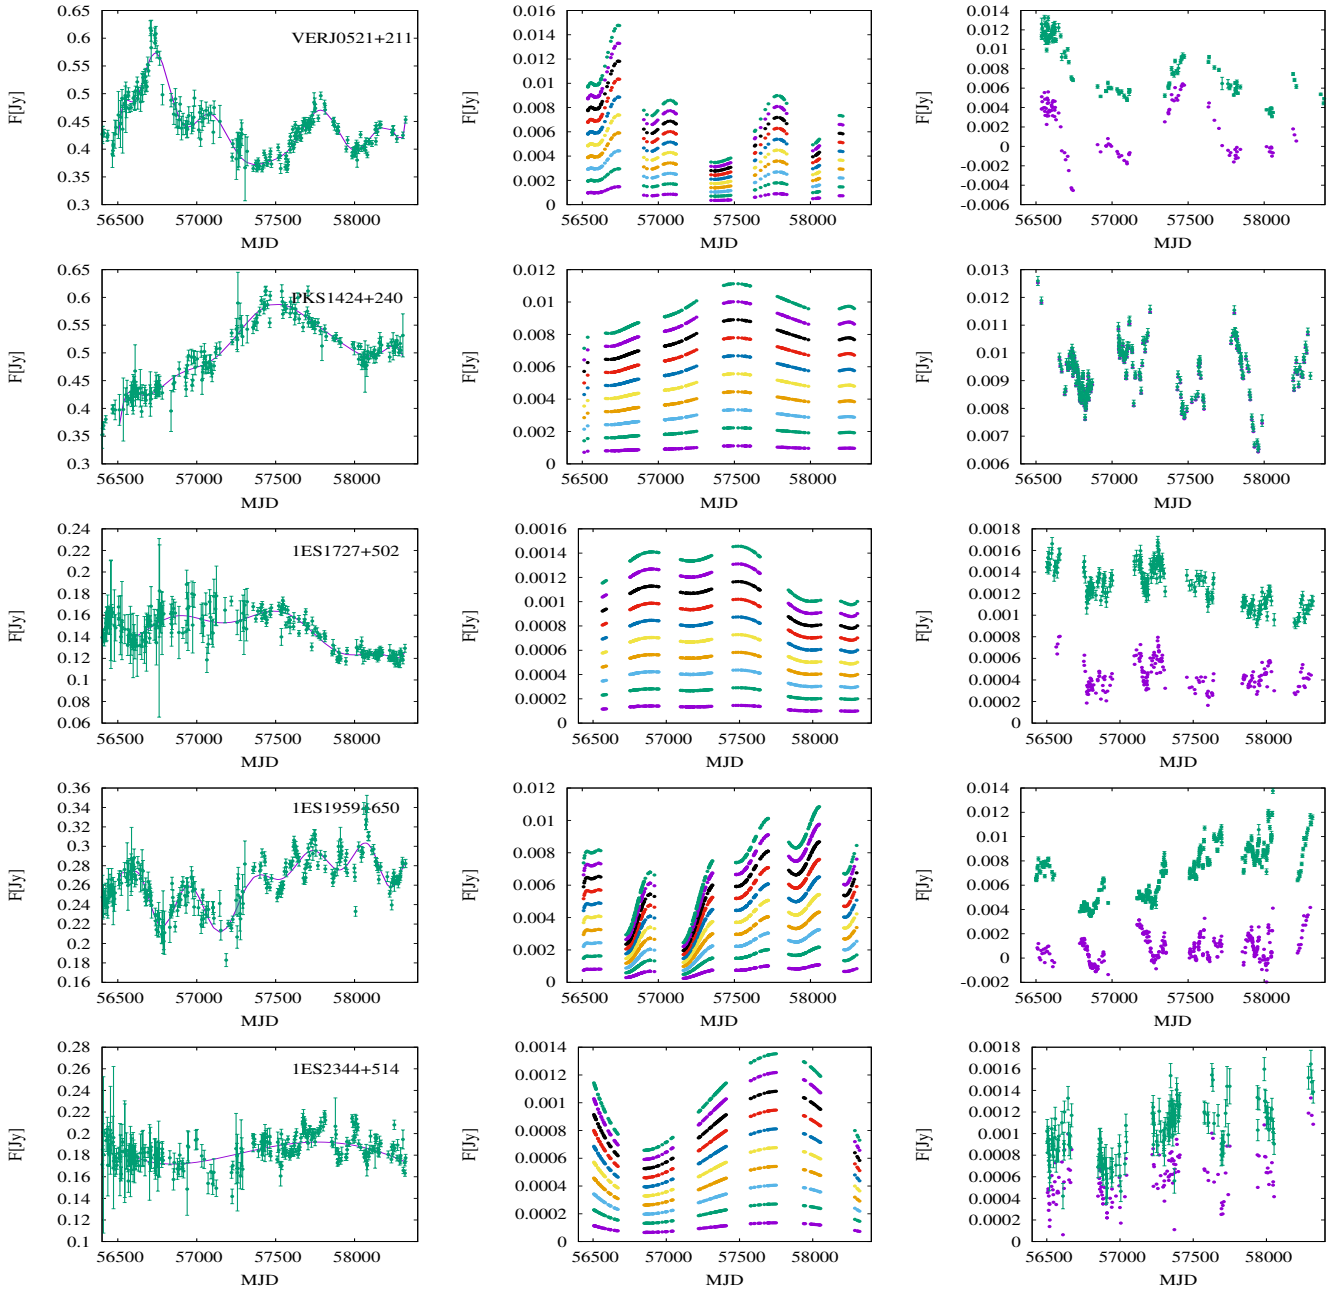 F[Jy]
0.65
0.6
0.55
0.5
0.45
0.4
0.35
0.3
VERJ0521+211
56500 57000 57500 58000
MJD
F[Jy]
0.016
0.014
0.012
0.01
0.008
0.006
0.004
0.002
0
56500 57000 57500 58000
MJD
F[Jy]
0.014
0.012
0.01
0.008
0.006
0.004
0.002
0
-0.002
-0.004
-0.006
56500 57000 57500 58000
MJD
F[Jy]
0.65
0.6
0.55
0.5
0.45
0.4
0.35
0.3
PKS1424+240
56500 57000 57500 58000
MJD
F[Jy]
0.012
0.01
0.008
0.006
0.004
0.002
0
56500 57000 57500 58000
MJD
F[Jy]
0.013
0.012
0.011
0.01
0.009
0.008
0.007
0.006
56500 57000 57500 58000
MJD
F[Jy]
0.24
0.22
0.2
0.18
0.16
0.14
0.12
0.1
0.08
0.06
1ES1727+502
56500 57000 57500 58000
MJD
F[Jy]
0.0016
0.0014
0.0012
0.001
0.0008
0.0006
0.0004
0.0002
0
56500 57000 57500 58000
MJD
F[Jy]
0.0018
0.0016
0.0014
0.0012
0.001
0.0008
0.0006
0.0004
0.0002
0
56500 57000 57500 58000
MJD
F[Jy]
0.36
0.34
0.32
0.3
0.28
0.26
0.24
0.22
0.2
0.18
0.16
1ES1959+650
56500 57000 57500 58000
MJD
F[Jy]
0.012
0.01
0.008
0.006
0.004
0.002
0
56500 57000 57500 58000
MJD
F[Jy]
0.014
0.012
0.01
0.008
0.006
0.004
0.002
0
-0.002
56500 57000 57500 58000
MJD
F[Jy]
0.28
0.26
0.24
0.22
0.2
0.18
0.16
0.14
0.12
0.1
1ES2344+514
56500 57000 57500 58000
MJD
F[Jy]
0.0014
0.0012
0.001
0.0008
0.0006
0.0004
0.0002
0
56500 57000 57500 58000
MJD
F[Jy]
0.0018
0.0016
0.0014
0.0012
0.001
0.0008
0.0006
0.0004
0.0002
0
56500 57000 57500 58000
MJD